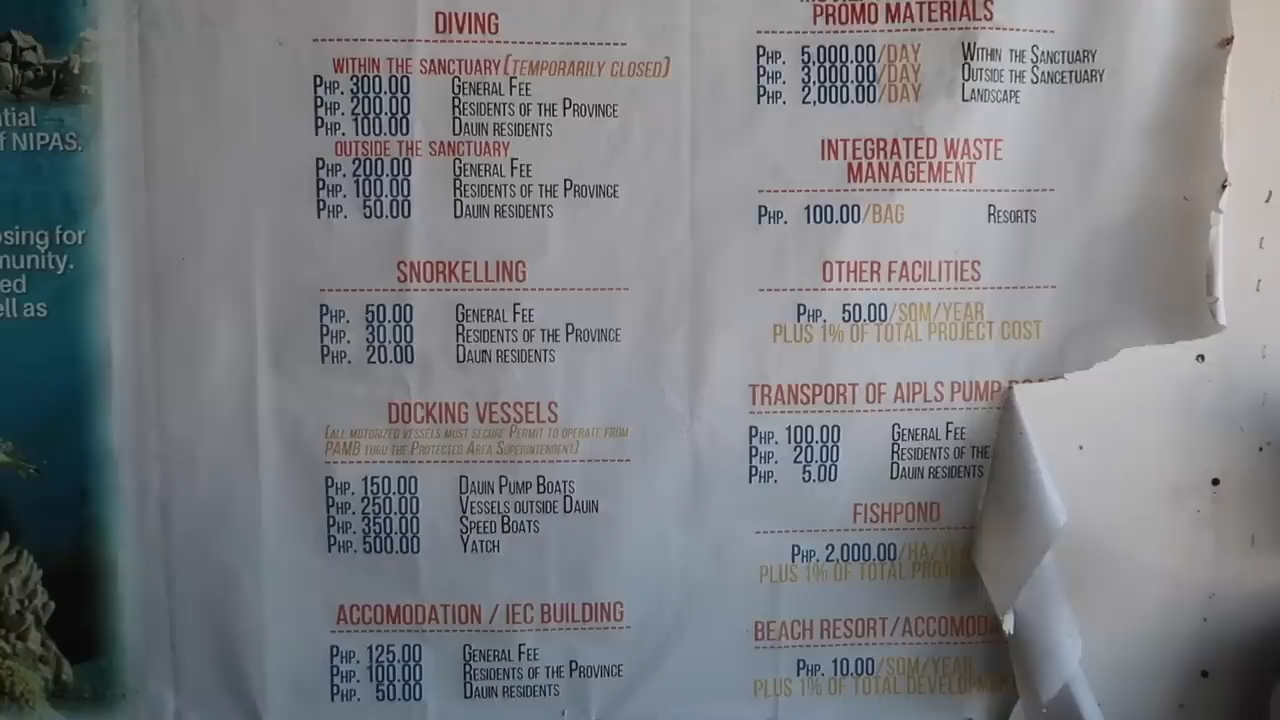 tial
f NIPAS.
osing for
munity.
ed
ell as
DIVING
WITHIN THE SANCTUARY (TEMPORARILY CLOSED)
PHP. 300.00 GENERAL FEE
PHP. 200.00 RESIDENTS OF THE PROVINCE
PHP. 100.00 DAUIN RESIDENTS
OUTSIDE THE SANCTUARY
PHP. 200.00 GENERAL FEE
PHP. 100.00 RESIDENTS OF THE PROVINCE
PHP. 50.00 DAUIN RESIDENTS
SNORKELLING
PHP. 50.00 GENERAL FEE
PHP. 30.00 RESIDENTS OF THE PROVINCE
PHP. 20.00 DAUIN RESIDENTS
DOCKING VESSELS
(ALL MOTORIZED VESSELS MUST SECURE PERMIT TO OPERATE FROM
PAMB THRU THE PROTECTED AREA SUPERINTENDENT)
PHP. 150.00 DAUIN PUMP BOATS
PHP. 250.00 VESSELS OUTSIDE DAUIN
PHP. 350.00 SPEED BOATS
PHP. 500.00 YATCH
ACCOMODATION / IEC BUILDING
PHP. 125.00 GENERAL FEE
PHP. 100.00 RESIDENTS OF THE PROVINCE
PHP. 50.00 DAUIN RESIDENTS
PROMO MATERIALS
PHP. 5,000.00/DAY WITHIN THE SANCTUARY
PHP. 3,000.00/DAY OUTSIDE THE SANCETUARY
PHP. 2,000.00/DAY LANDSCAPE
INTEGRATED WASTE
MANAGEMENT
PHP. 100.00/BAG RESORTS
OTHER FACILITIES
PHP. 50.00/SQM/YEAR
PLUS 1% OF TOTAL PROJECT COST
TRANSPORT OF AIPLS PUMP
PHP. 100.00 GENERAL FEE
PHP. 20.00 RESIDENTS OF THE
PHP. 5.00 DAUIN RESIDENTS
FISHPOND
PHP. 2,000.00/HA/
PLUS 1% OF TOTAL
BEACH RESORT/ACCOMOD
PHP. 10.00/SQM/YEAR
PLUS 1% OF TOTAL